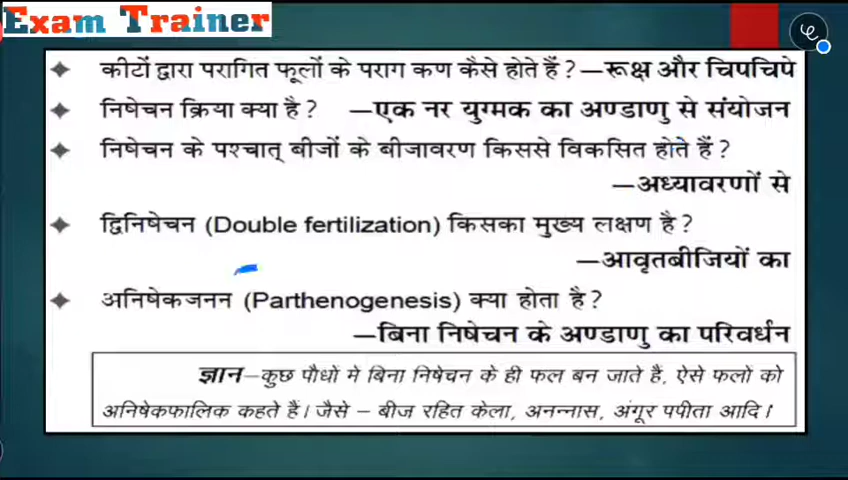 Exam Trainer
✦ कीटों द्वारा परागित फूलों के पराग कण कैसे होते हैं? —रूक्ष और चिपचिपे
✦ निषेचन क्रिया क्या है? —एक नर युग्मक का अण्डाणु से संयोजन
✦ निषेचन के पश्चात् बीजों के बीजावरण किससे विकसित होते हैं?
—अध्यावरणों से
✦ द्विनिषेचन (Double fertilization) किसका मुख्य लक्षण है?
—आवृतबीजियों का
✦ अनिषेकजनन (Parthenogenesis) क्या होता है?
—बिना निषेचन के अण्डाणु का परिवर्धन
ज्ञान–कुछ पौधों मे बिना निषेचन के ही फल बन जाते है, ऐसे फलों को
अनिषेकफालिक कहते हैं। जैसे – बीज रहित केला, अनन्नास, अंगूर पपीता आदि।